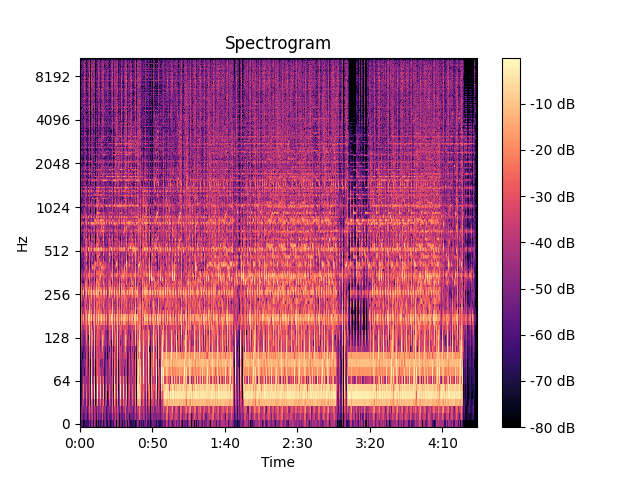 Spectrogram
8192
4096
2048
1024
512
256
128
64
0
Hz
0:00 0:50 1:40 2:30 3:20 4:10
Time
-10 dB
-20 dB
-30 dB
-40 dB
-50 dB
-60 dB
-70 dB
-80 dB